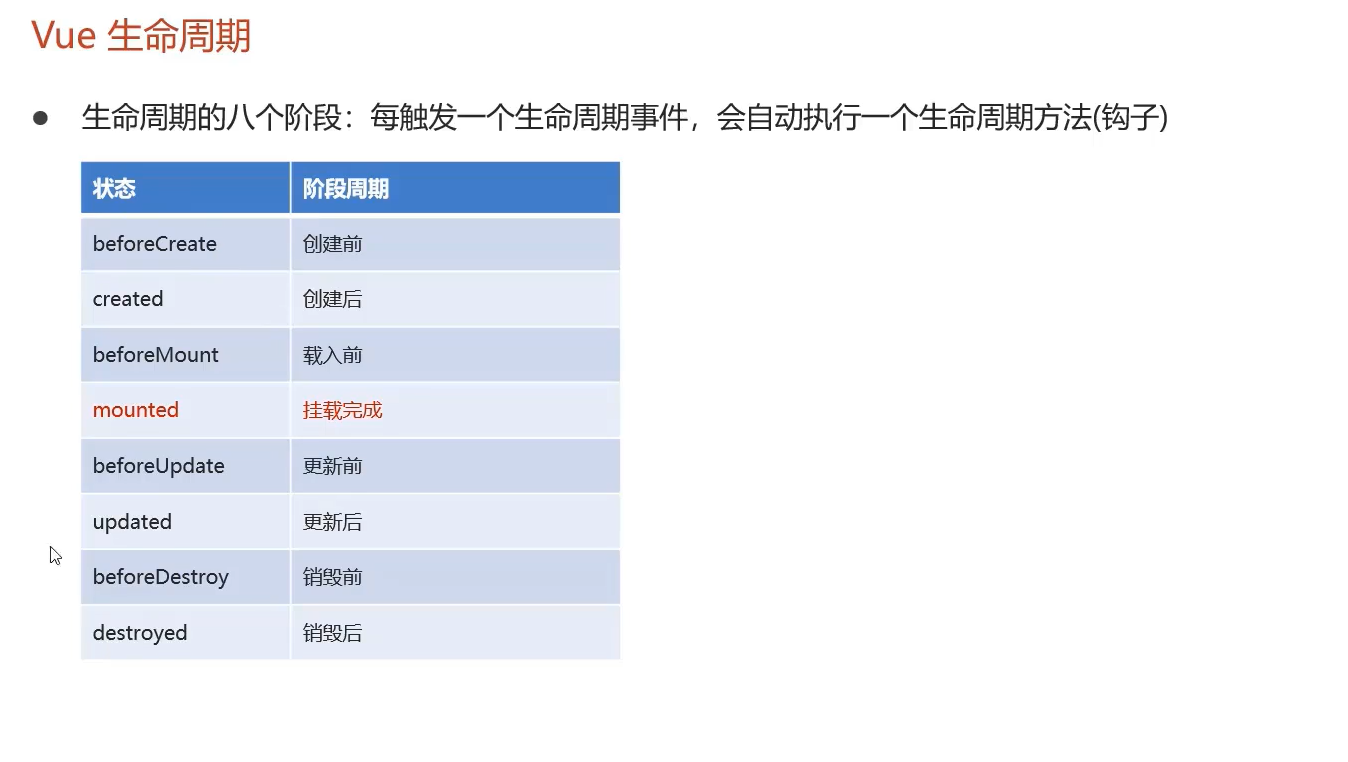 Vue 生命周期
● 生命周期的八个阶段：每触发一个生命周期事件，会自动执行一个生命周期方法(钩子)
状态 阶段周期
beforeCreate 创建前
created 创建后
beforeMount 载入前
mounted 挂载完成
beforeUpdate 更新前
updated 更新后
beforeDestroy 销毁前
destroyed 销毁后